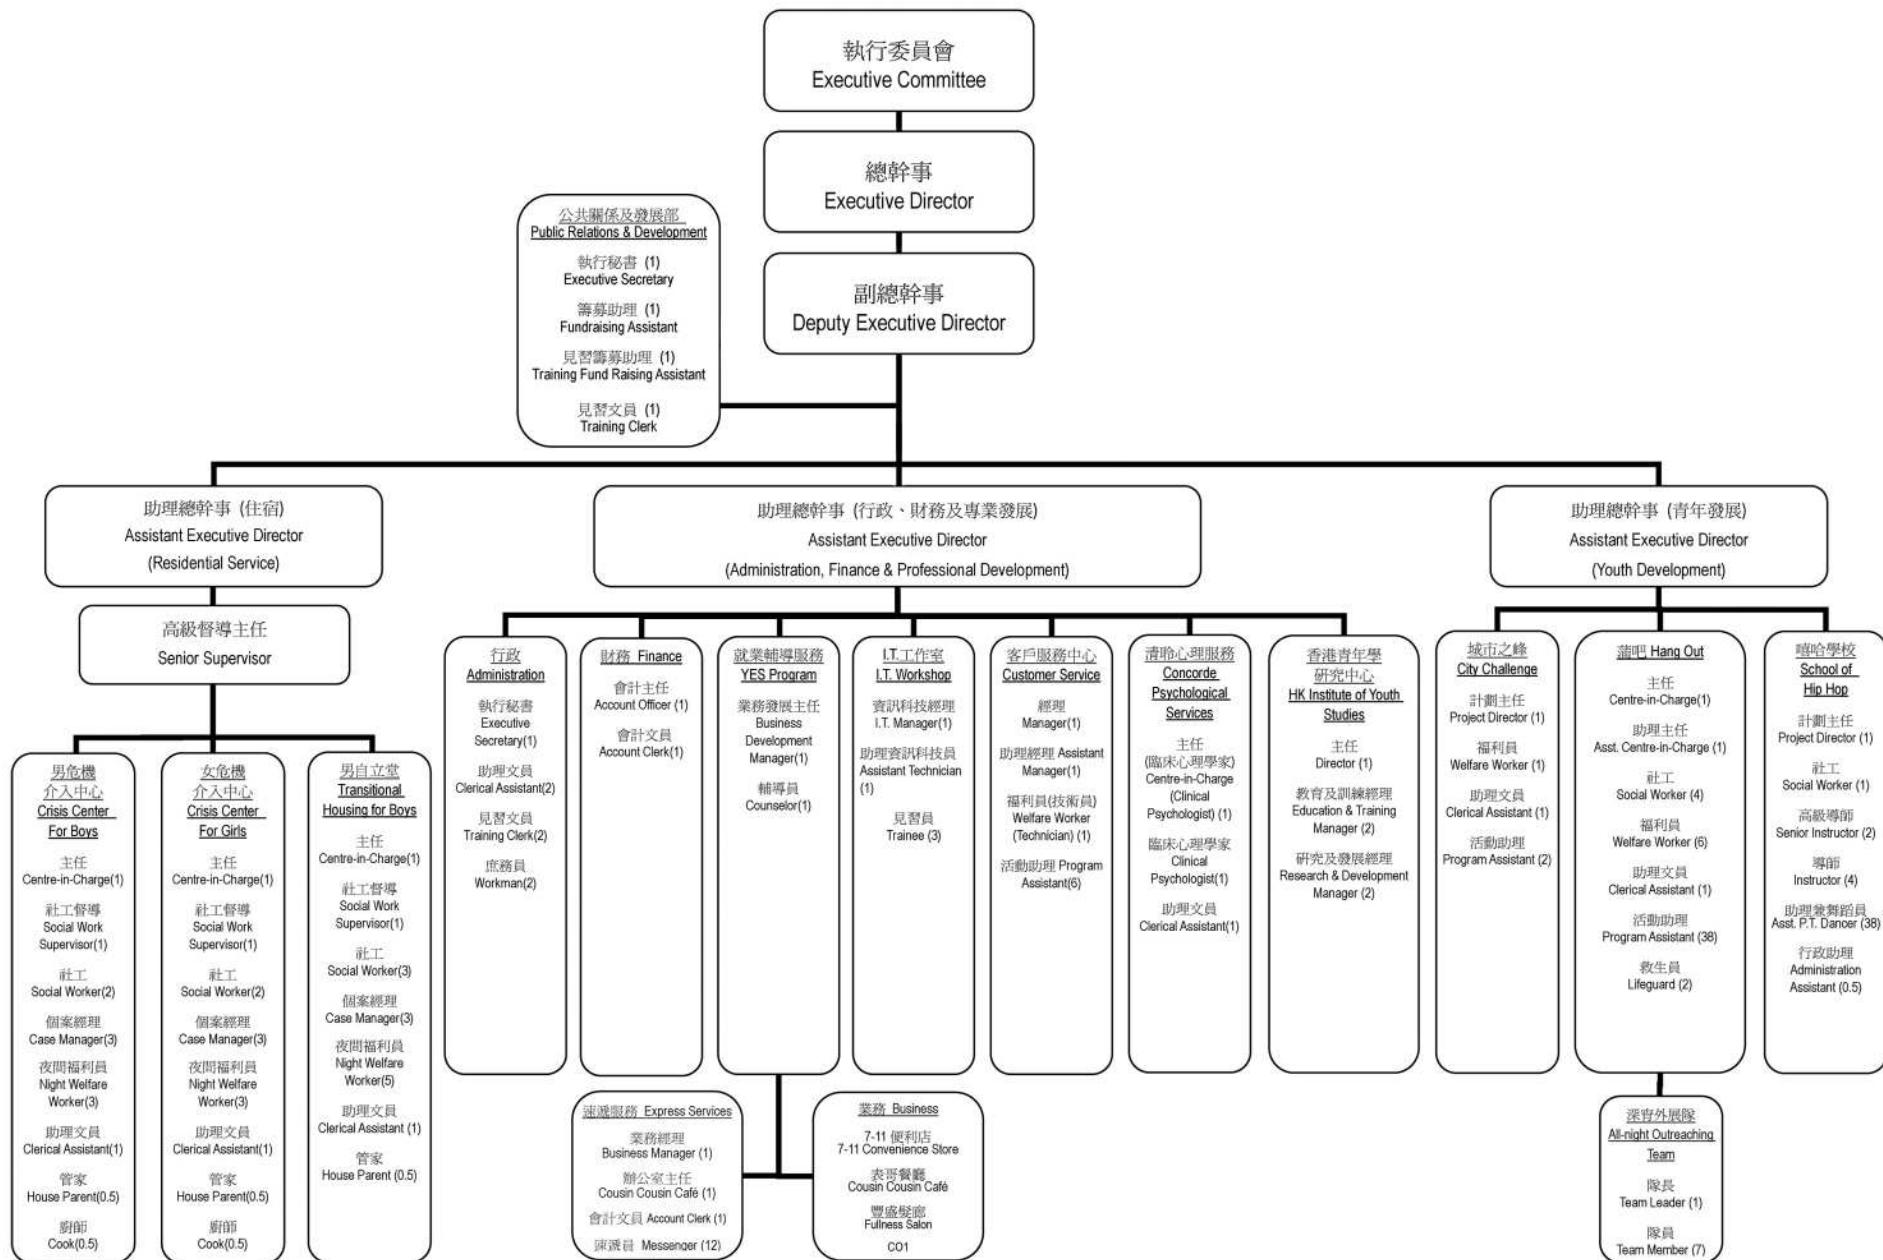 執行委員會
Executive Committee
總幹事
Executive Director
公共關係及發展部
Public Relations & Development
執行秘書 (1)
Executive Secretary
籌募助理 (1)
Fundraising Assistant
見習籌募助理 (1)
Training Fund Raising Assistant
見習文員 (1)
Training Clerk
副總幹事
Deputy Executive Director
助理總幹事 (住宿)
Assistant Executive Director
(Residential Service)
助理總幹事 (行政、財務及專業發展)
Assistant Executive Director
(Administration, Finance & Professional Development)
助理總幹事 (青年發展)
Assistant Executive Director
(Youth Development)
高級督導主任
Senior Supervisor
男危機
介入中心
Crisis Center
For Boys
主任
Centre-in-Charge(1)
社工督導
Social Work
Supervisor(1)
社工
Social Worker(2)
個案經理
Case Manager(3)
夜間福利員
Night Welfare
Worker(3)
助理文員
Clerical Assistant(1)
管家
House Parent(0.5)
廚師
Cook(0.5)
女危機
介入中心
Crisis Center
For Girls
主任
Centre-in-Charge(1)
社工督導
Social Work
Supervisor(1)
社工
Social Worker(2)
個案經理
Case Manager(3)
夜間福利員
Night Welfare
Worker(3)
助理文員
Clerical Assistant(1)
管家
House Parent(0.5)
廚師
Cook(0.5)
男自立堂
Transitional
Housing for Boys
主任
Centre-in-Charge(1)
社工督導
Social Work
Supervisor(1)
社工
Social Worker(3)
個案經理
Case Manager(3)
夜間福利員
Night Welfare
Worker(5)
助理文員
Clerical Assistant (1)
管家
House Parent (0.5)
行政
Administration
執行秘書
Executive
Secretary(1)
助理文員
Clerical Assistant(2)
見習文員
Training Clerk(2)
庶務員
Workman(2)
財務 Finance
會計主任
Account Officer (1)
會計文員
Account Clerk(1)
就業輔導服務
YES Program
業務發展主任
Business
Development
Manager(1)
輔導員
Counselor(1)
I.T.工作室
I.T. Workshop
資訊科技經理
I.T. Manager(1)
助理資訊科技員
Assistant Technician
(1)
見習員
Trainee (3)
客戶服務中心
Customer Service
經理
Manager(1)
助理經理 Assistant
Manager(1)
福利員(技術員)
Welfare Worker
(Technician) (1)
活動助理 Program
Assistant(6)
清聆心理服務
Concorde
Psychological
Services
主任
(臨床心理學家)
Centre-in-Charge
(Clinical
Psychologist) (1)
臨床心理學家
Clinical
Psychologist(1)
助理文員
Clerical Assistant(1)
香港青年學
研究中心
HK Institute of Youth
Studies
主任
Director (1)
教育及訓練經理
Education & Training
Manager (2)
研究及發展經理
Research & Development
Manager (2)
城市之峰
City Challenge
計劃主任
Project Director (1)
福利員
Welfare Worker (1)
助理文員
Clerical Assistant (1)
活動助理
Program Assistant (2)
蒲吧 Hang Out
主任
Centre-in-Charge(1)
助理主任
Asst. Centre-in-Charge (1)
社工
Social Worker (4)
福利員
Welfare Worker (6)
助理文員
Clerical Assistant (1)
活動助理
Program Assistant (38)
救生員
Lifeguard (2)
嘻哈學校
School of
Hip Hop
計劃主任
Project Director (1)
社工
Social Worker (1)
高級導師
Senior Instructor (2)
導師
Instructor (4)
助理兼舞蹈員
Asst. P.T. Dancer (38)
行政助理
Administration
Assistant (0.5)
速遞服務 Express Services
業務經理
Business Manager (1)
辦公室主任
Cousin Cousin Café (1)
會計文員 Account Clerk (1)
速遞員 Messenger (12)
業務 Business
7-11 便利店
7-11 Convenience Store
表哥餐廳
Cousin Cousin Café
豐盛髮廊
Fullness Salon
CO1
深宵外展隊
All-night Outreaching
Team
隊長
Team Leader (1)
隊員
Team Member (7)